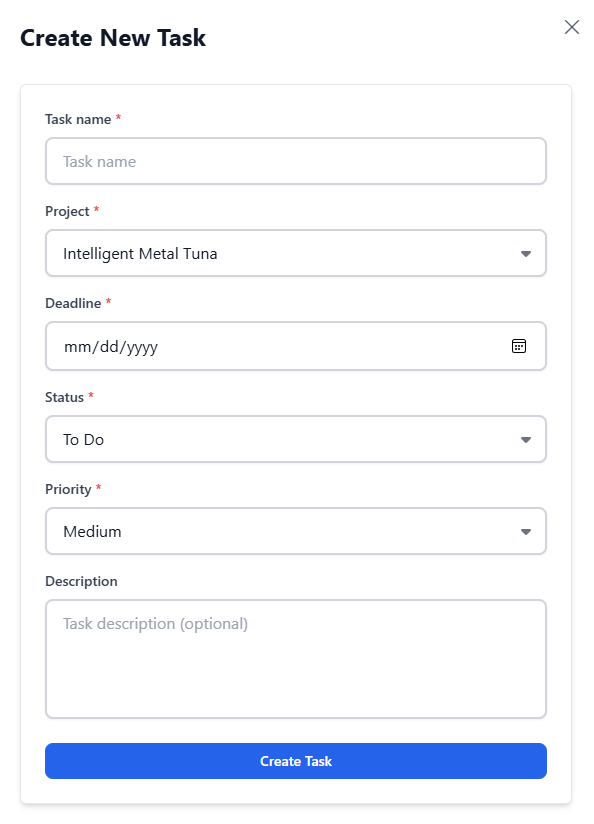 Create New Task
Task name *
Task name
Project *
Intelligent Metal Tuna
Deadline *
mm/dd/yyyy
Status *
To Do
Priority *
Medium
Description
Task description (optional)
Create Task